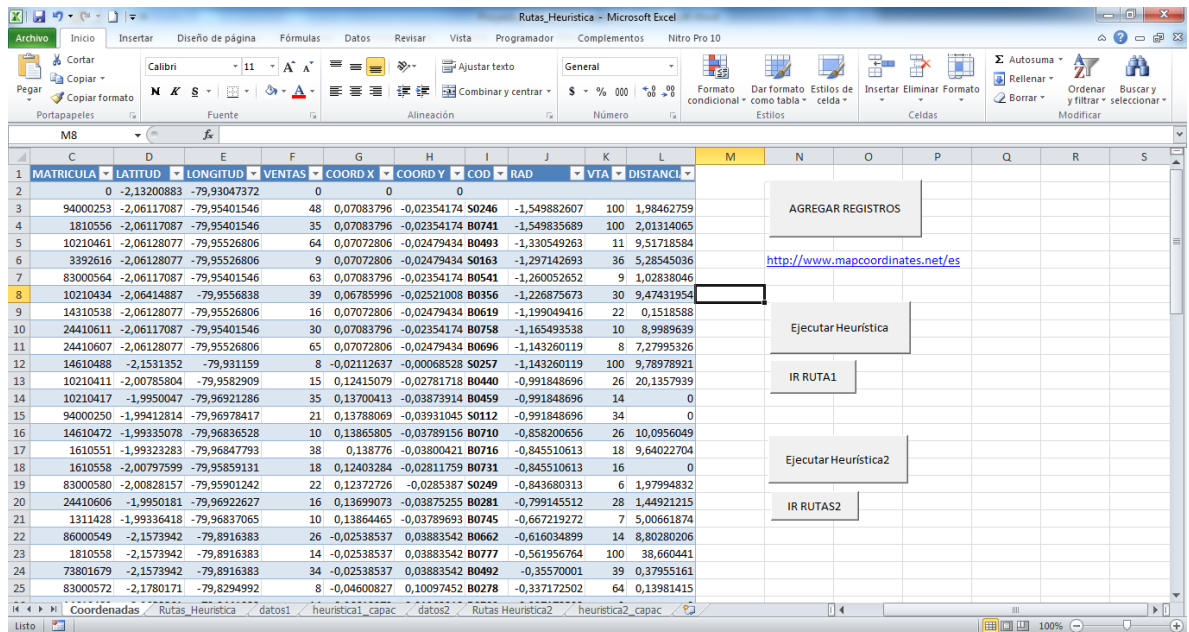 Rutas_Heuristica - Microsoft Excel
Archivo Inicio Insertar Diseño de página Fórmulas Datos Revisar Vista Programador Complementos Nitro Pro 10
Pegar
Cortar
Copiar
Copiar formato
Portapapeles
Calibri 11
N K S
Fuente
Ajustar texto
Combinar y centrar
Alineación
General
$ % 000
Número
Formato condicional
Dar formato como tabla
Estilos de celda
Estilos
Insertar Eliminar Formato
Celdas
Σ Autosuma
Rellenar
Borrar
Ordenar y filtrar
Buscar y seleccionar
Modificar
M8 fx
C D E F G H I J K L M N O P Q R S
1 MATRICULA LATITUD LONGITUD VENTAS COORD X COORD Y COD RAD VTA DISTANCI
2 0 -2,13200883 -79,93047372 0 0 0
3 94000253 -2,06117087 -79,95401546 48 0,07083796 -0,02354174 S0246 -1,549882607 100 1,98462759
4 1810556 -2,06117087 -79,95401546 35 0,07083796 -0,02354174 B0741 -1,549835689 100 2,01314065
5 10210461 -2,06128077 -79,95526806 64 0,07072806 -0,02479434 B0493 -1,330549263 11 9,51718584
6 3392616 -2,06128077 -79,95526806 9 0,07072806 -0,02479434 S0163 -1,297142693 36 5,28545036
7 83000564 -2,06117087 -79,95401546 63 0,07083796 -0,02354174 B0541 -1,260052652 9 1,02838046
8 10210434 -2,06414887 -79,9556838 39 0,06785996 -0,02521008 B0356 -1,226875673 30 9,47431954
9 14310538 -2,06128077 -79,95526806 16 0,07072806 -0,02479434 B0619 -1,199049416 22 0,1518588
10 24410611 -2,06117087 -79,95401546 30 0,07083796 -0,02354174 B0758 -1,165493538 10 8,9989639
11 24410607 -2,06128077 -79,95526806 65 0,07072806 -0,02479434 B0696 -1,143260119 8 7,27995326
12 14610488 -2,1531352 -79,931159 8 -0,02112637 -0,00068528 S0257 -1,143260119 100 9,78978921
13 10210411 -2,00785804 -79,9582909 15 0,12415079 -0,02781718 B0440 -0,991848696 26 20,1357939
14 10210417 -1,9950047 -79,96921286 35 0,13700413 -0,03873914 B0459 -0,991848696 14 0
15 94000250 -1,99412814 -79,96978417 21 0,13788069 -0,03931045 S0112 -0,991848696 34 0
16 14610472 -1,99335078 -79,96836528 10 0,13865805 -0,03789156 B0710 -0,858200656 26 10,0956049
17 1610551 -1,99323283 -79,96847793 38 0,138776 -0,03800421 B0716 -0,845510613 18 9,64022704
18 1610558 -2,00797599 -79,95859131 18 0,12403284 -0,02811759 B0731 -0,845510613 16 0
19 83000580 -2,00828157 -79,95901242 22 0,12372726 -0,0285387 S0249 -0,843680313 6 1,97994832
20 24410606 -1,9950181 -79,96922627 16 0,13699073 -0,03875255 B0281 -0,799145512 28 1,44921215
21 1311428 -1,99336418 -79,96837065 10 0,13864465 -0,03789693 B0745 -0,667219272 7 5,00661874
22 86000549 -2,1573942 -79,8916383 26 -0,02538537 0,03883542 B0662 -0,616034899 14 8,80280206
23 1810558 -2,1573942 -79,8916383 14 -0,02538537 0,03883542 B0777 -0,561956764 100 38,660441
24 73801679 -2,1573942 -79,8916383 34 -0,02538537 0,03883542 B0492 -0,35570001 39 0,37955161
25 83000572 -2,1780171 -79,8294992 8 -0,04600827 0,10097452 B0278 -0,337172502 64 0,13981415
AGREGAR REGISTROS
http://www.mapcoordinates.net/es
Ejecutar Heurística
IR RUTA1
Ejecutar Heurística2
IR RUTAS2
Coordenadas Rutas_Heuristica datos1 heuristica1_capac datos2 Rutas Heuristica2 heuristica2_capac
Listo 100%